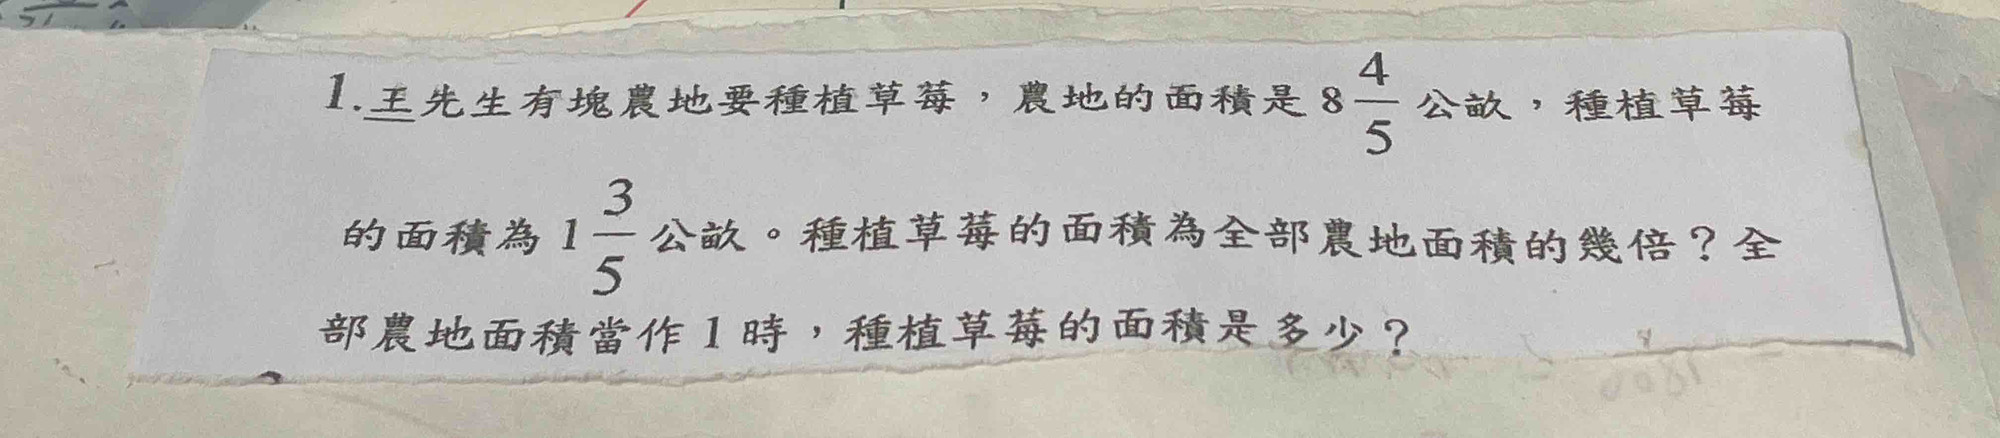 1.王先生有塊農地要種植草莓，農地的面積是 8 4/5 公畝，種植草莓
的面積為 1 3/5 公畝。種植草莓的面積為全部農地面積的幾倍？全
部農地面積當作 1 時，種植草莓的面積是多少？